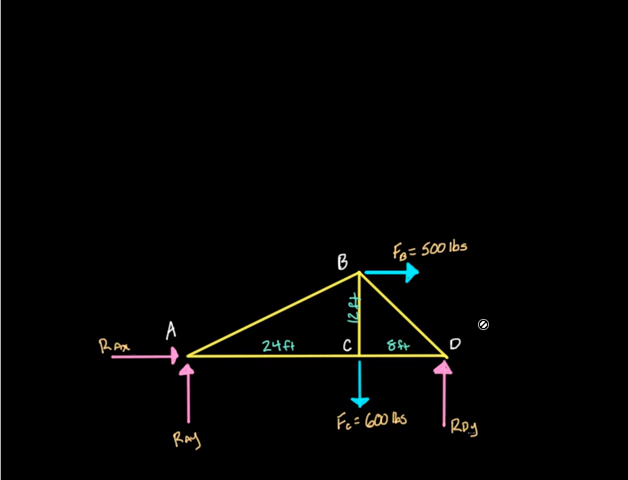 F_B = 500 lbs
B
12ft
A
R_Ax
24ft
C
8ft
D
F_C = 600 lbs
R_Ay
R_Dy